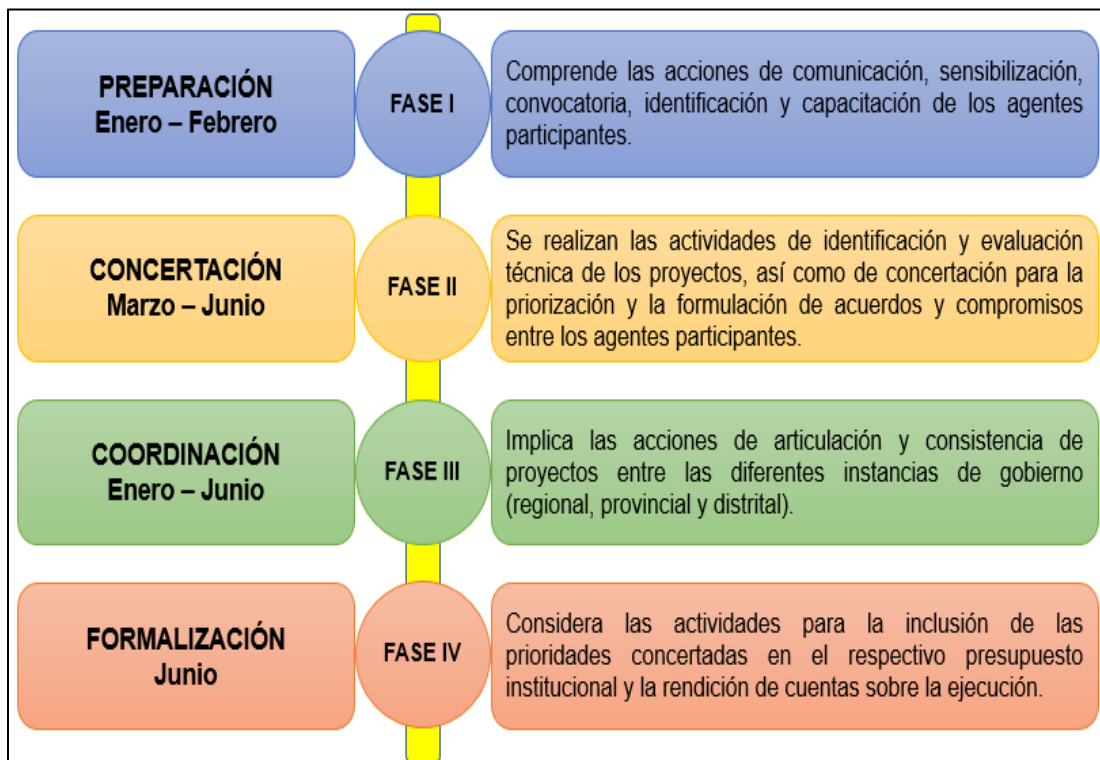 PREPARACIÓN
Enero – Febrero
FASE I
Comprende las acciones de comunicación, sensibilización,
convocatoria, identificación y capacitación de los agentes
participantes.
CONCERTACIÓN
Marzo – Junio
FASE II
Se realizan las actividades de identificación y evaluación
técnica de los proyectos, así como de concertación para la
priorización y la formulación de acuerdos y compromisos
entre los agentes participantes.
COORDINACIÓN
Enero – Junio
FASE III
Implica las acciones de articulación y consistencia de
proyectos entre las diferentes instancias de gobierno
(regional, provincial y distrital).
FORMALIZACIÓN
Junio
FASE IV
Considera las actividades para la inclusión de las
prioridades concertadas en el respectivo presupuesto
institucional y la rendición de cuentas sobre la ejecución.